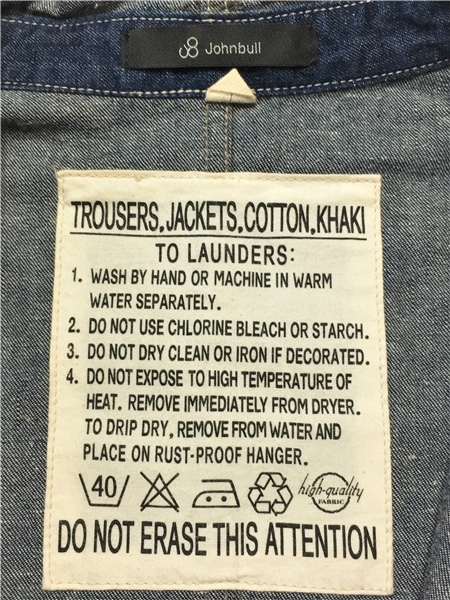 Johnbull
TROUSERS, JACKETS, COTTON, KHAKI
TO LAUNDERS:
1. WASH BY HAND OR MACHINE IN WARM
WATER SEPARATELY.
2. DO NOT USE CHLORINE BLEACH OR STARCH.
3. DO NOT DRY CLEAN OR IRON IF DECORATED.
4. DO NOT EXPOSE TO HIGH TEMPERATURE OF
HEAT. REMOVE IMMEDIATELY FROM DRYER.
TO DRIP DRY, REMOVE FROM WATER AND
PLACE ON RUST-PROOF HANGER.
40 high-quality
FABRIC
DO NOT ERASE THIS ATTENTION